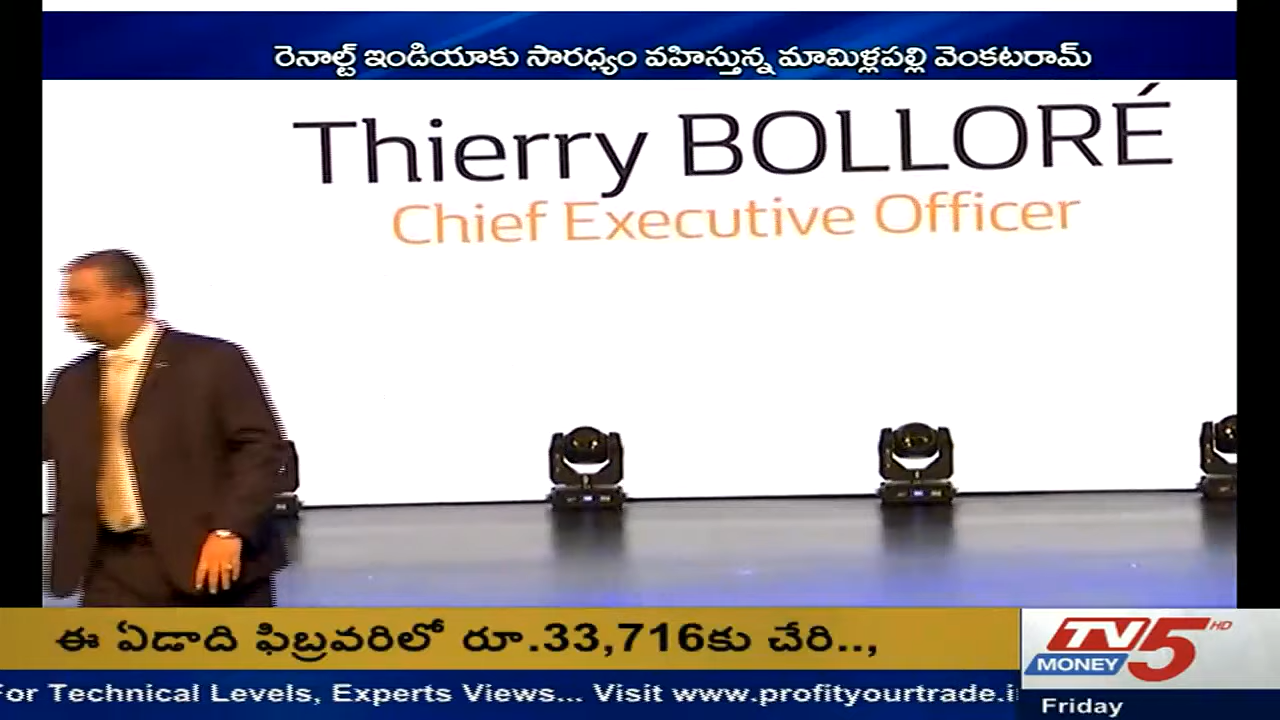 రెనాల్ట్ ఇండియాకు సారధ్యం వహిస్తున్న మామిళ్లపల్లి వెంకటరామ్
Thierry BOLLORÉ
Chief Executive Officer
ఈ ఏడాది ఫిబ్రవరిలో రూ.33,716కు చేరి..,
TV5 HD
MONEY
For Technical Levels, Experts Views... Visit www.profityourtrade.i
Friday